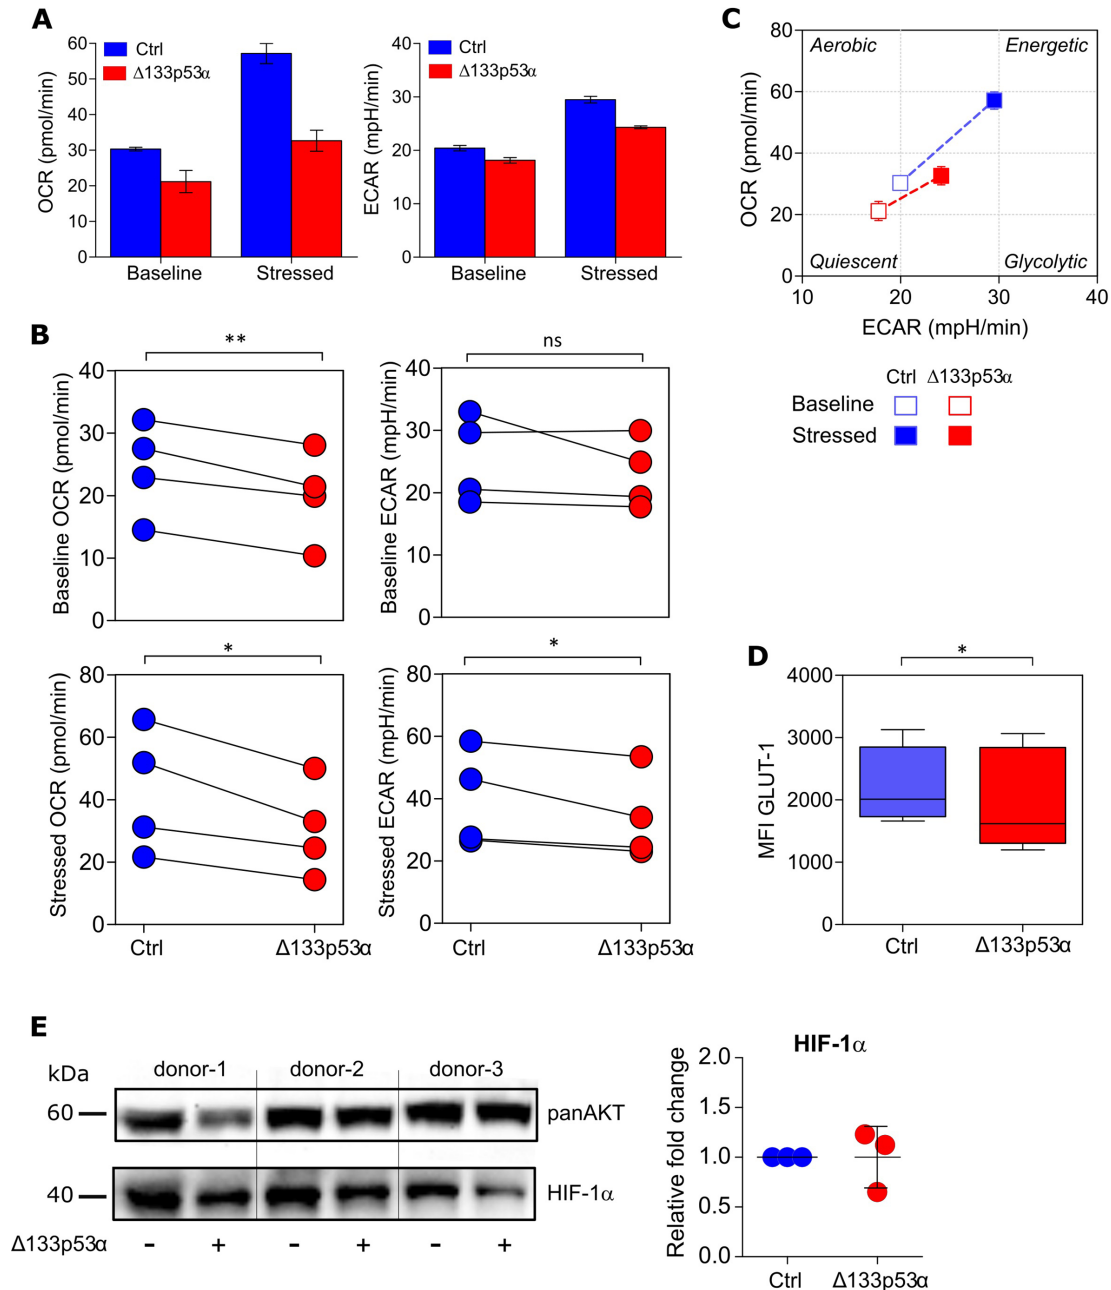 A
OCR (pmol/min)
60
50
40
30
20
10
0
Ctrl
Δ133p53α
Baseline
Stressed
ECAR (mpH/min)
40
30
20
10
0
Ctrl
Δ133p53α
Baseline
Stressed
C
OCR (pmol/min)
80
60
40
20
0
Aerobic
Energetic
Quiescent
Glycolytic
10
20
30
40
ECAR (mpH/min)
Ctrl Δ133p53α
Baseline
Stressed
B
**
Baseline OCR (pmol/min)
40
30
20
10
0
ns
Baseline ECAR (mpH/min)
40
30
20
10
0
*
Stressed OCR (pmol/min)
80
60
40
20
0
Ctrl
Δ133p53α
*
Stressed ECAR (mpH/min)
80
60
40
20
0
Ctrl
Δ133p53α
D
*
MFI GLUT-1
4000
3000
2000
1000
0
Ctrl
Δ133p53α
E
kDa
donor-1
donor-2
donor-3
60
panAKT
40
HIF-1α
Δ133p53α - + - + - +
HIF-1α
Relative fold change
2.0
1.5
1.0
0.5
0.0
Ctrl
Δ133p53α